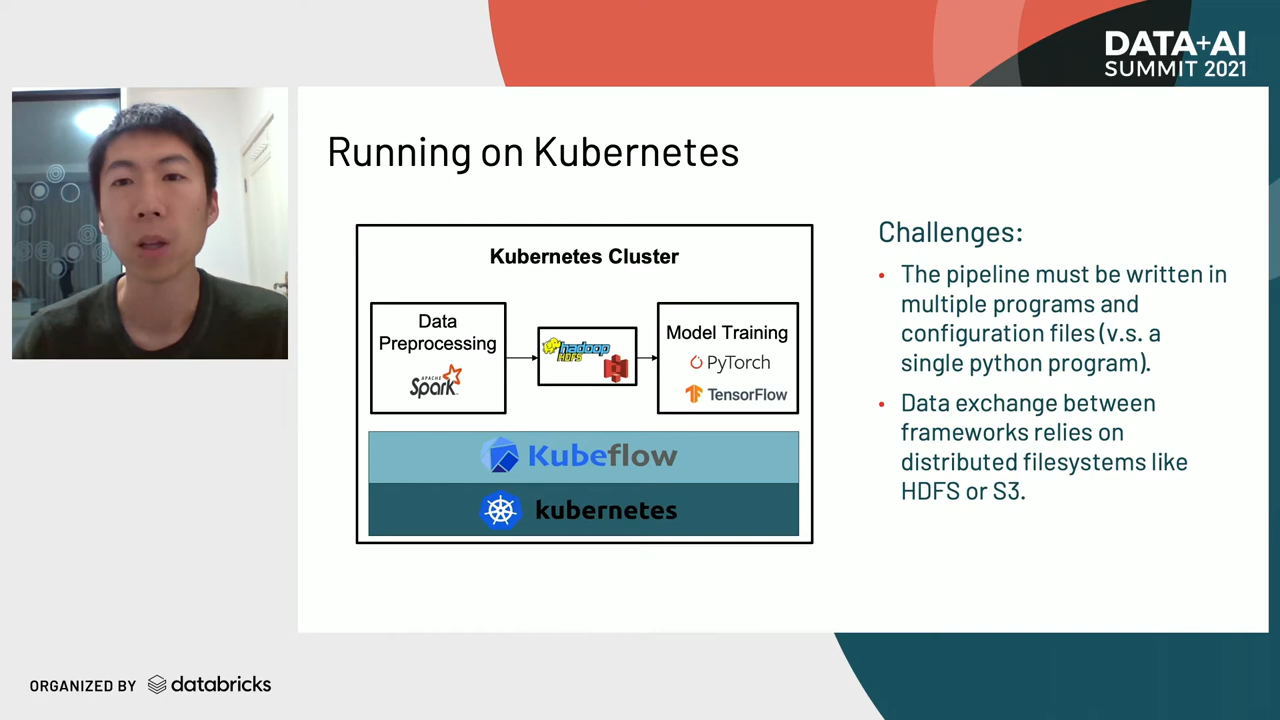 DATA+AI
SUMMIT 2021
Running on Kubernetes
Kubernetes Cluster
Data
Preprocessing
APACHE
Spark
hadoop
HDFS
Model Training
PyTorch
TensorFlow
Kubeflow
kubernetes
Challenges:
• The pipeline must be written in
multiple programs and
configuration files (v.s. a
single python program).
• Data exchange between
frameworks relies on
distributed filesystems like
HDFS or S3.
ORGANIZED BY databricks